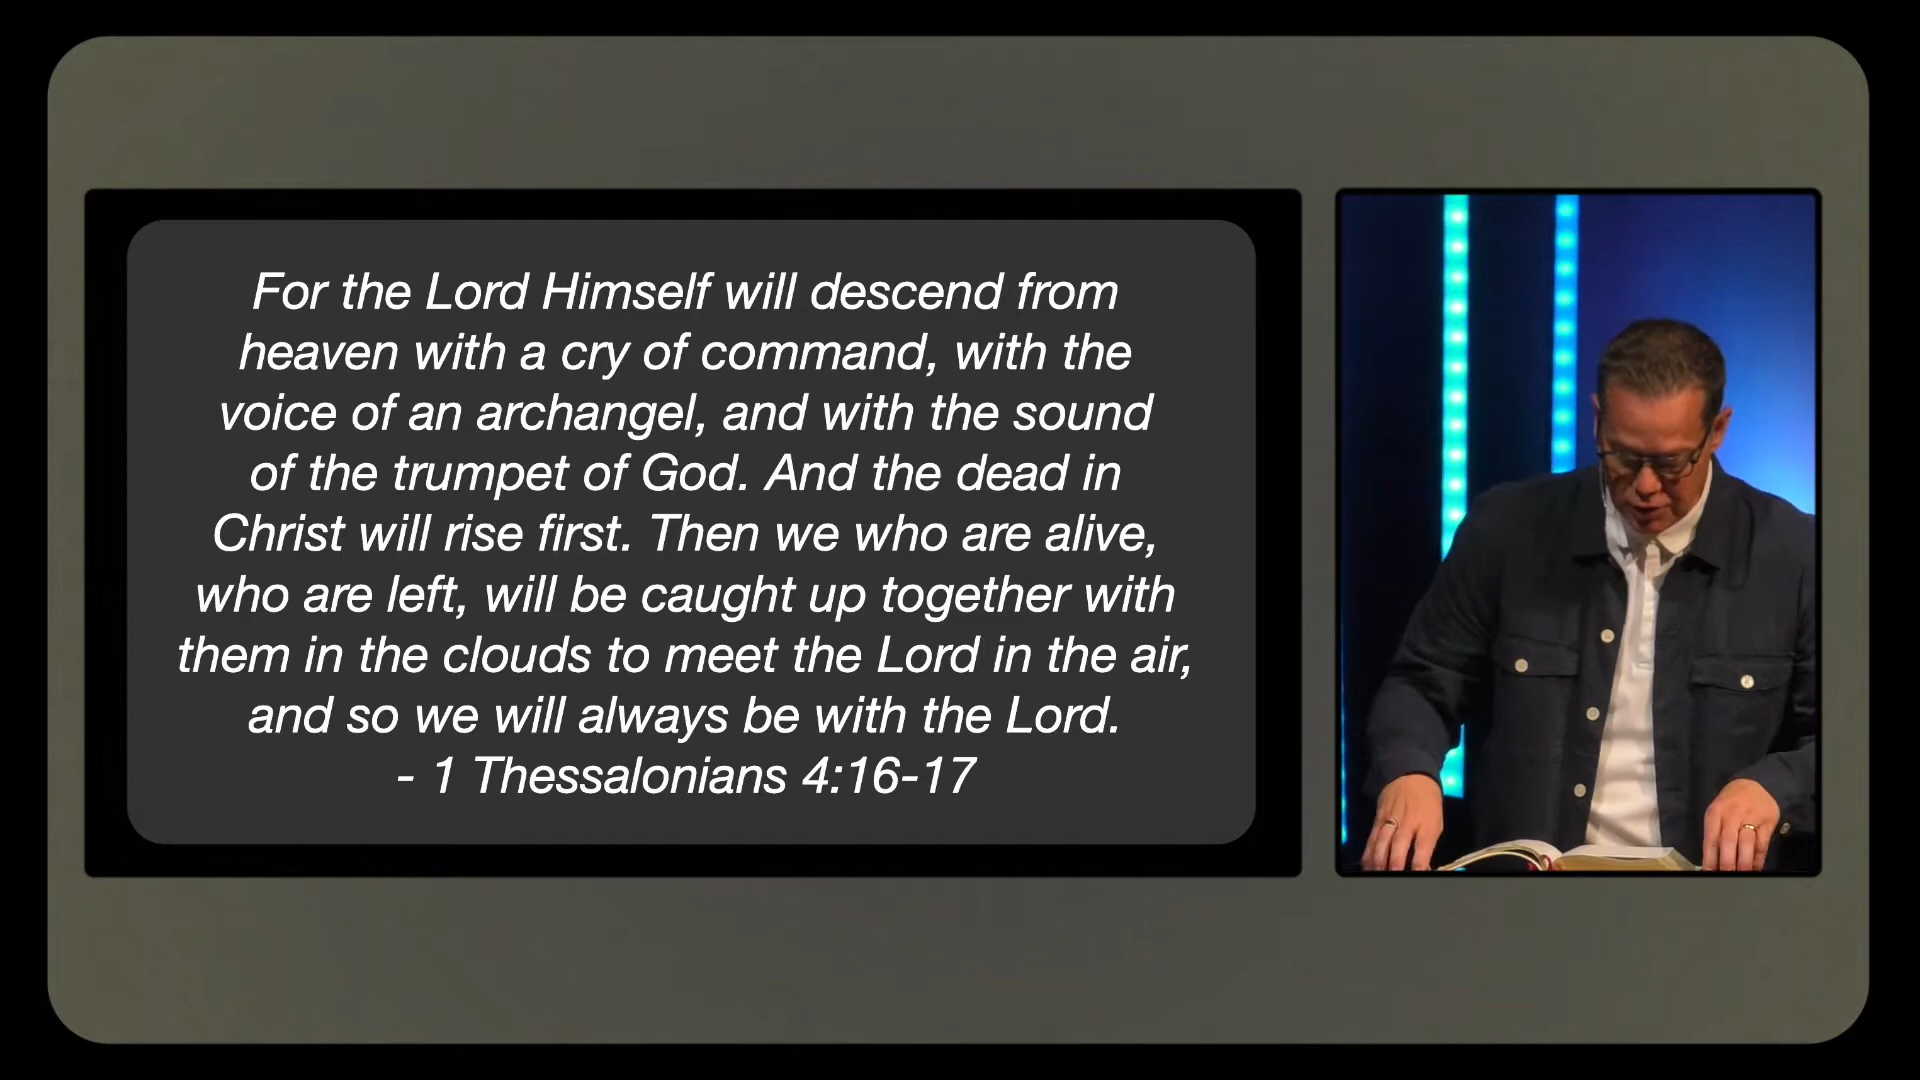 For the Lord Himself will descend from
heaven with a cry of command, with the
voice of an archangel, and with the sound
of the trumpet of God. And the dead in
Christ will rise first. Then we who are alive,
who are left, will be caught up together with
them in the clouds to meet the Lord in the air,
and so we will always be with the Lord.
- 1 Thessalonians 4:16-17